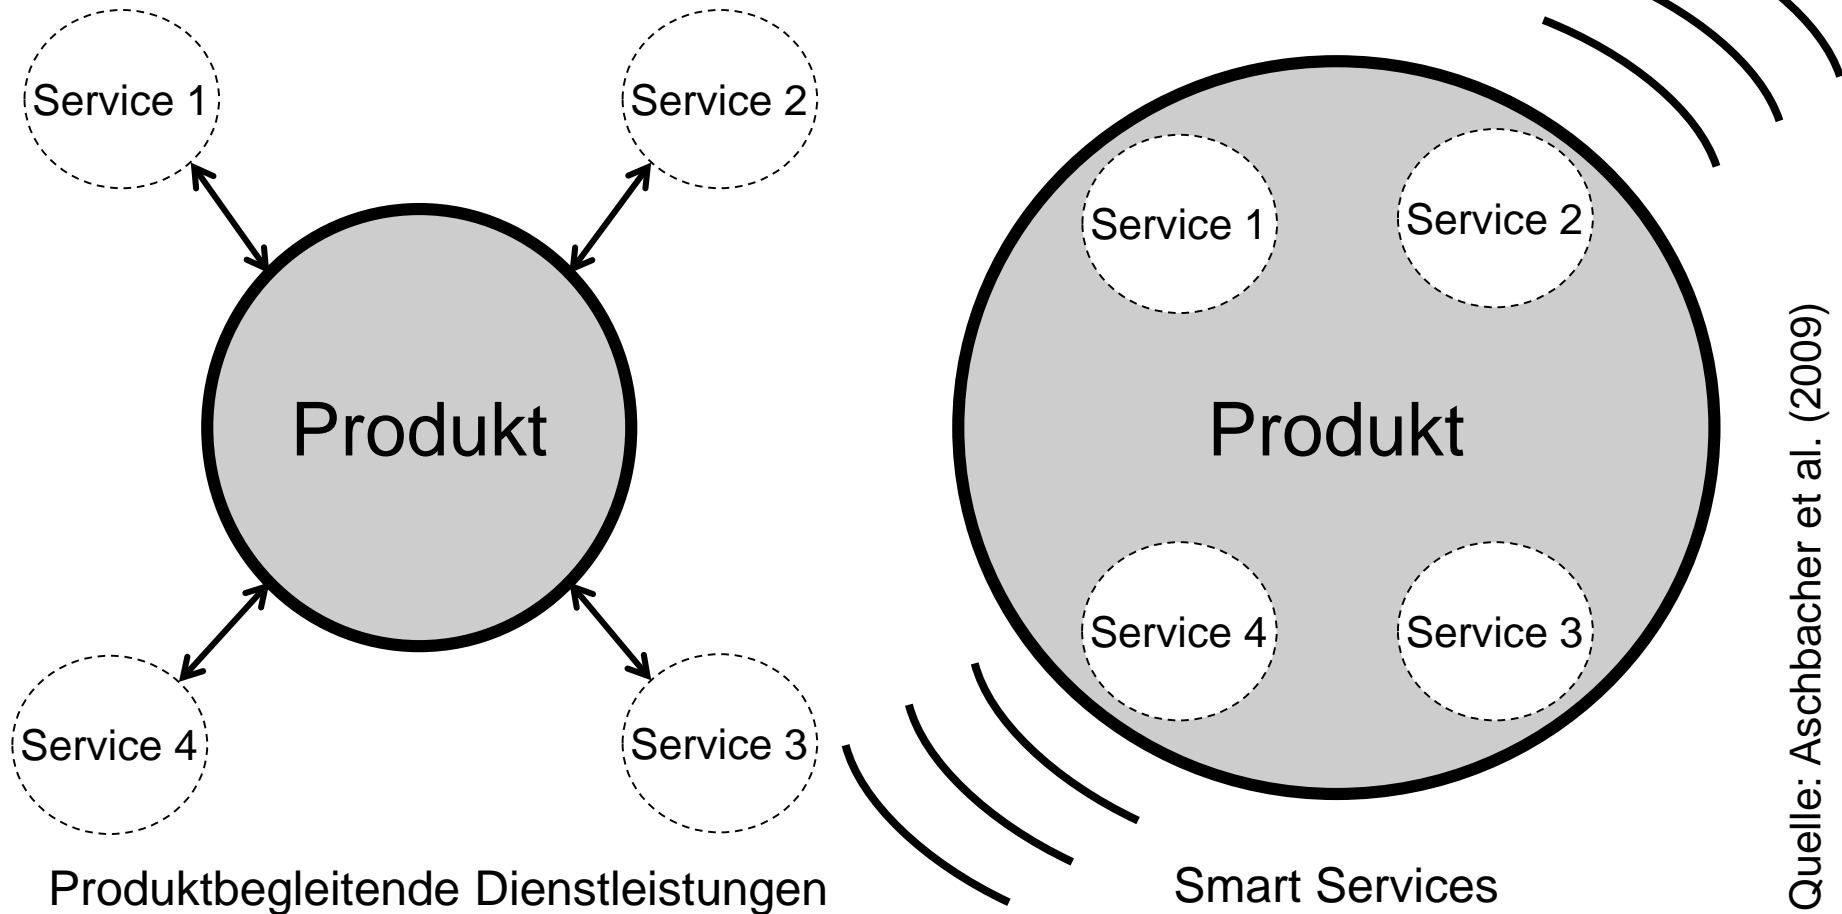 Service 1
Service 2
Produkt
Service 4
Service 3
Produktbegleitende Dienstleistungen
Service 1
Service 2
Produkt
Service 4
Service 3
Smart Services
Quelle: Aschbacher et al. (2009)